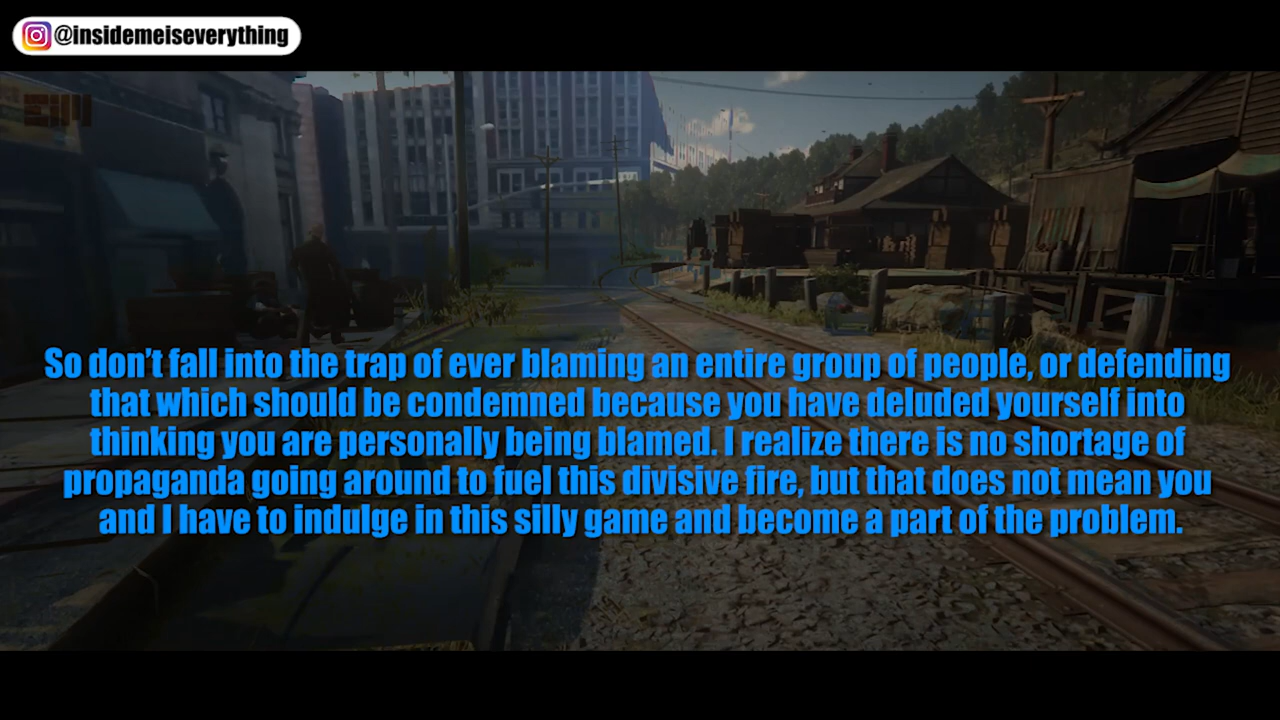 @insidemeiseverything
So don't fall into the trap of ever blaming an entire group of people, or defending
that which should be condemned because you have deluded yourself into
thinking you are personally being blamed. I realize there is no shortage of
propaganda going around to fuel this divisive fire, but that does not mean you
and I have to indulge in this silly game and become a part of the problem.